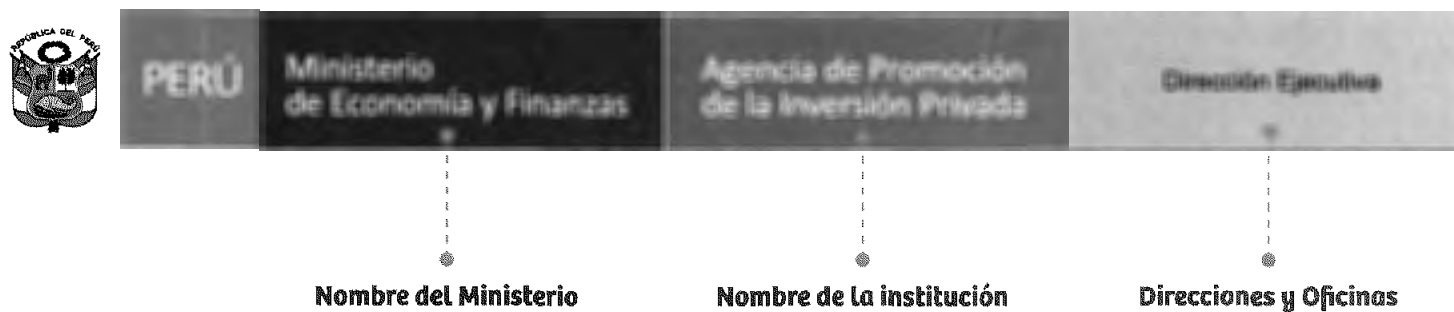 REPÚBLICA DEL PERÚ
PERÚ
Ministerio
de Economía y Finanzas
Agencia de Promoción
de la Inversión Privada
Dirección Ejecutiva
Nombre del Ministerio
Nombre de la institución
Direcciones y Oficinas